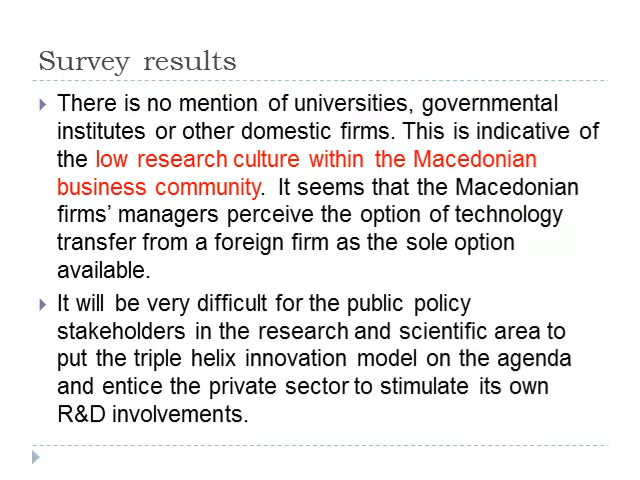 Survey results
There is no mention of universities, governmental
institutes or other domestic firms. This is indicative of
the low research culture within the Macedonian
business community. It seems that the Macedonian
firms’ managers perceive the option of technology
transfer from a foreign firm as the sole option
available.
It will be very difficult for the public policy
stakeholders in the research and scientific area to
put the triple helix innovation model on the agenda
and entice the private sector to stimulate its own
R&D involvements.